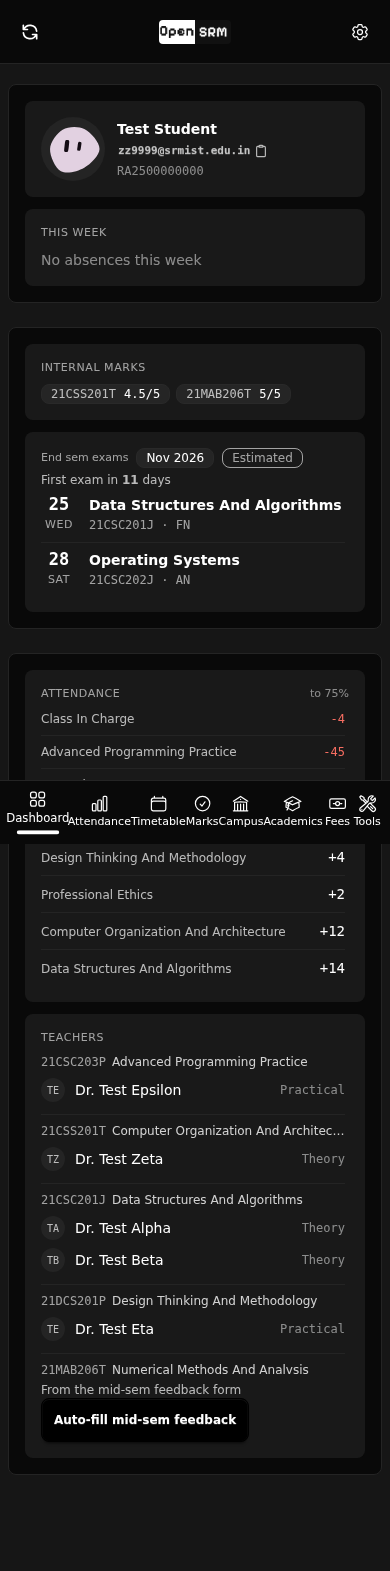 Open SRM
Test Student
zz9999@srmist.edu.in
RA2500000000
THIS WEEK
No absences this week
INTERNAL MARKS
21CSS201T 4.5/5 21MAB206T 5/5
End sem exams Nov 2026 Estimated
First exam in 11 days
25 Data Structures And Algorithms
WED 21CSC201J · FN
28 Operating Systems
SAT 21CSC202J · AN
ATTENDANCE to 75%
Class In Charge -4
Advanced Programming Practice -45
Dashboard Attendance Timetable Marks Campus Academics Fees Tools
Design Thinking And Methodology +4
Professional Ethics +2
Computer Organization And Architecture +12
Data Structures And Algorithms +14
TEACHERS
21CSC203P Advanced Programming Practice
TE Dr. Test Epsilon Practical
21CSS201T Computer Organization And Architec…
TZ Dr. Test Zeta Theory
21CSC201J Data Structures And Algorithms
TA Dr. Test Alpha Theory
TB Dr. Test Beta Theory
21DCS201P Design Thinking And Methodology
TE Dr. Test Eta Practical
21MAB206T Numerical Methods And Analysis
From the mid-sem feedback form
Auto-fill mid-sem feedback